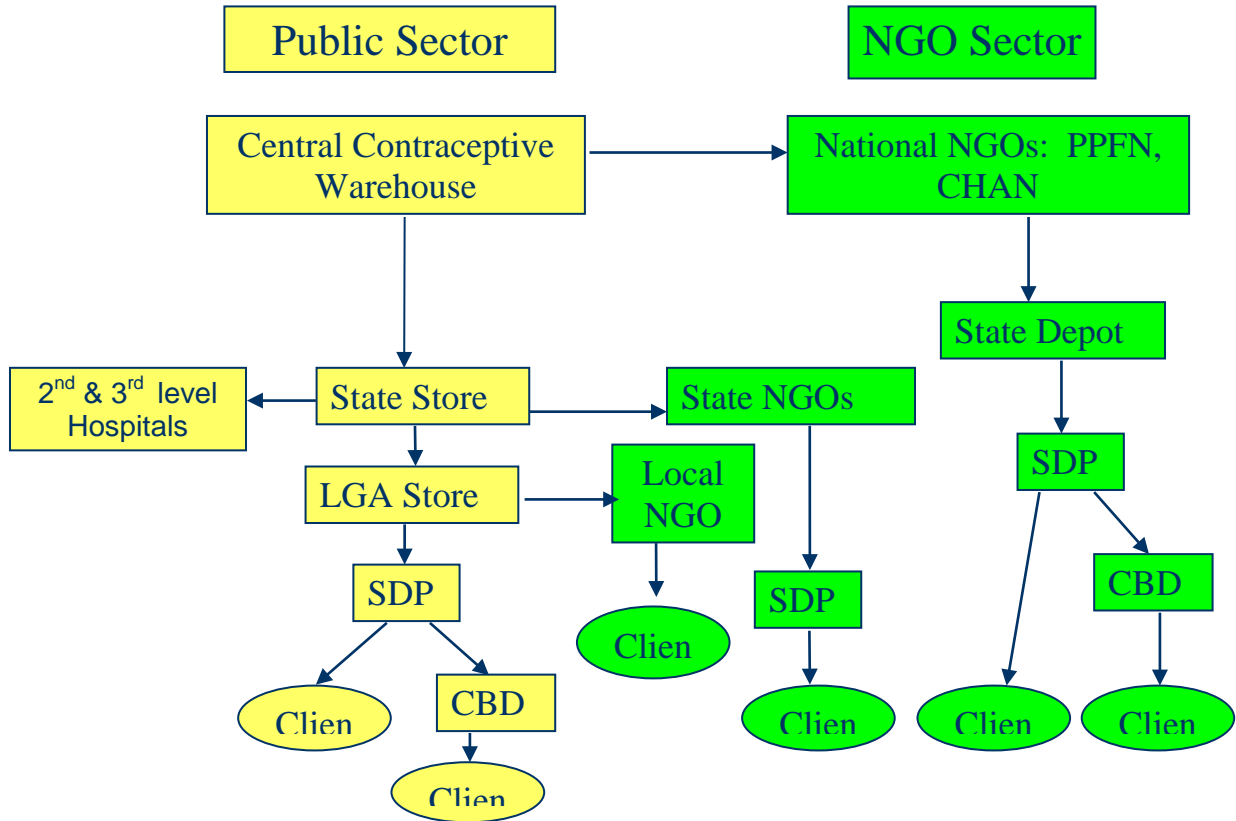 Public Sector
NGO Sector
Central Contraceptive
Warehouse
National NGOs: PPFN,
CHAN
State Depot
2nd & 3rd level
Hospitals
State Store
State NGOs
SDP
LGA Store
Local
NGO
SDP
SDP
CBD
Clien
Clien
CBD
Clien
Clien
Clien
Clien